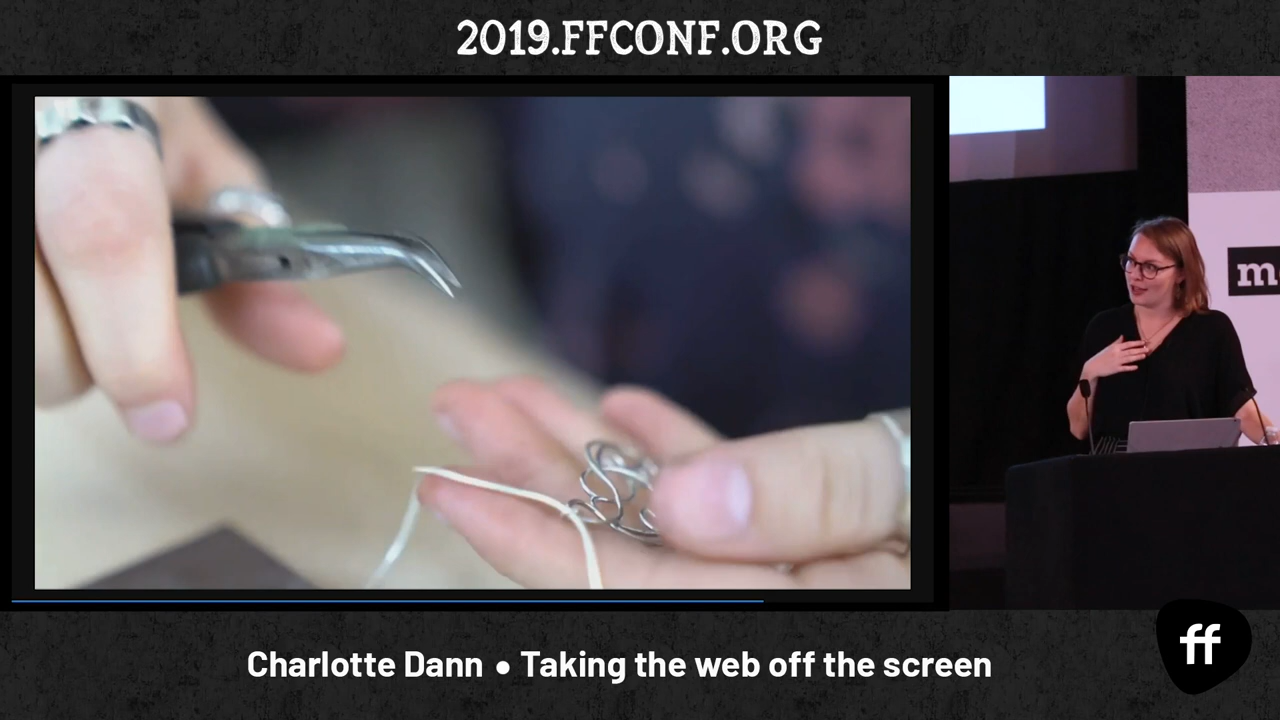 2019.FFCONF.ORG
m
Charlotte Dann • Taking the web off the screen
ff